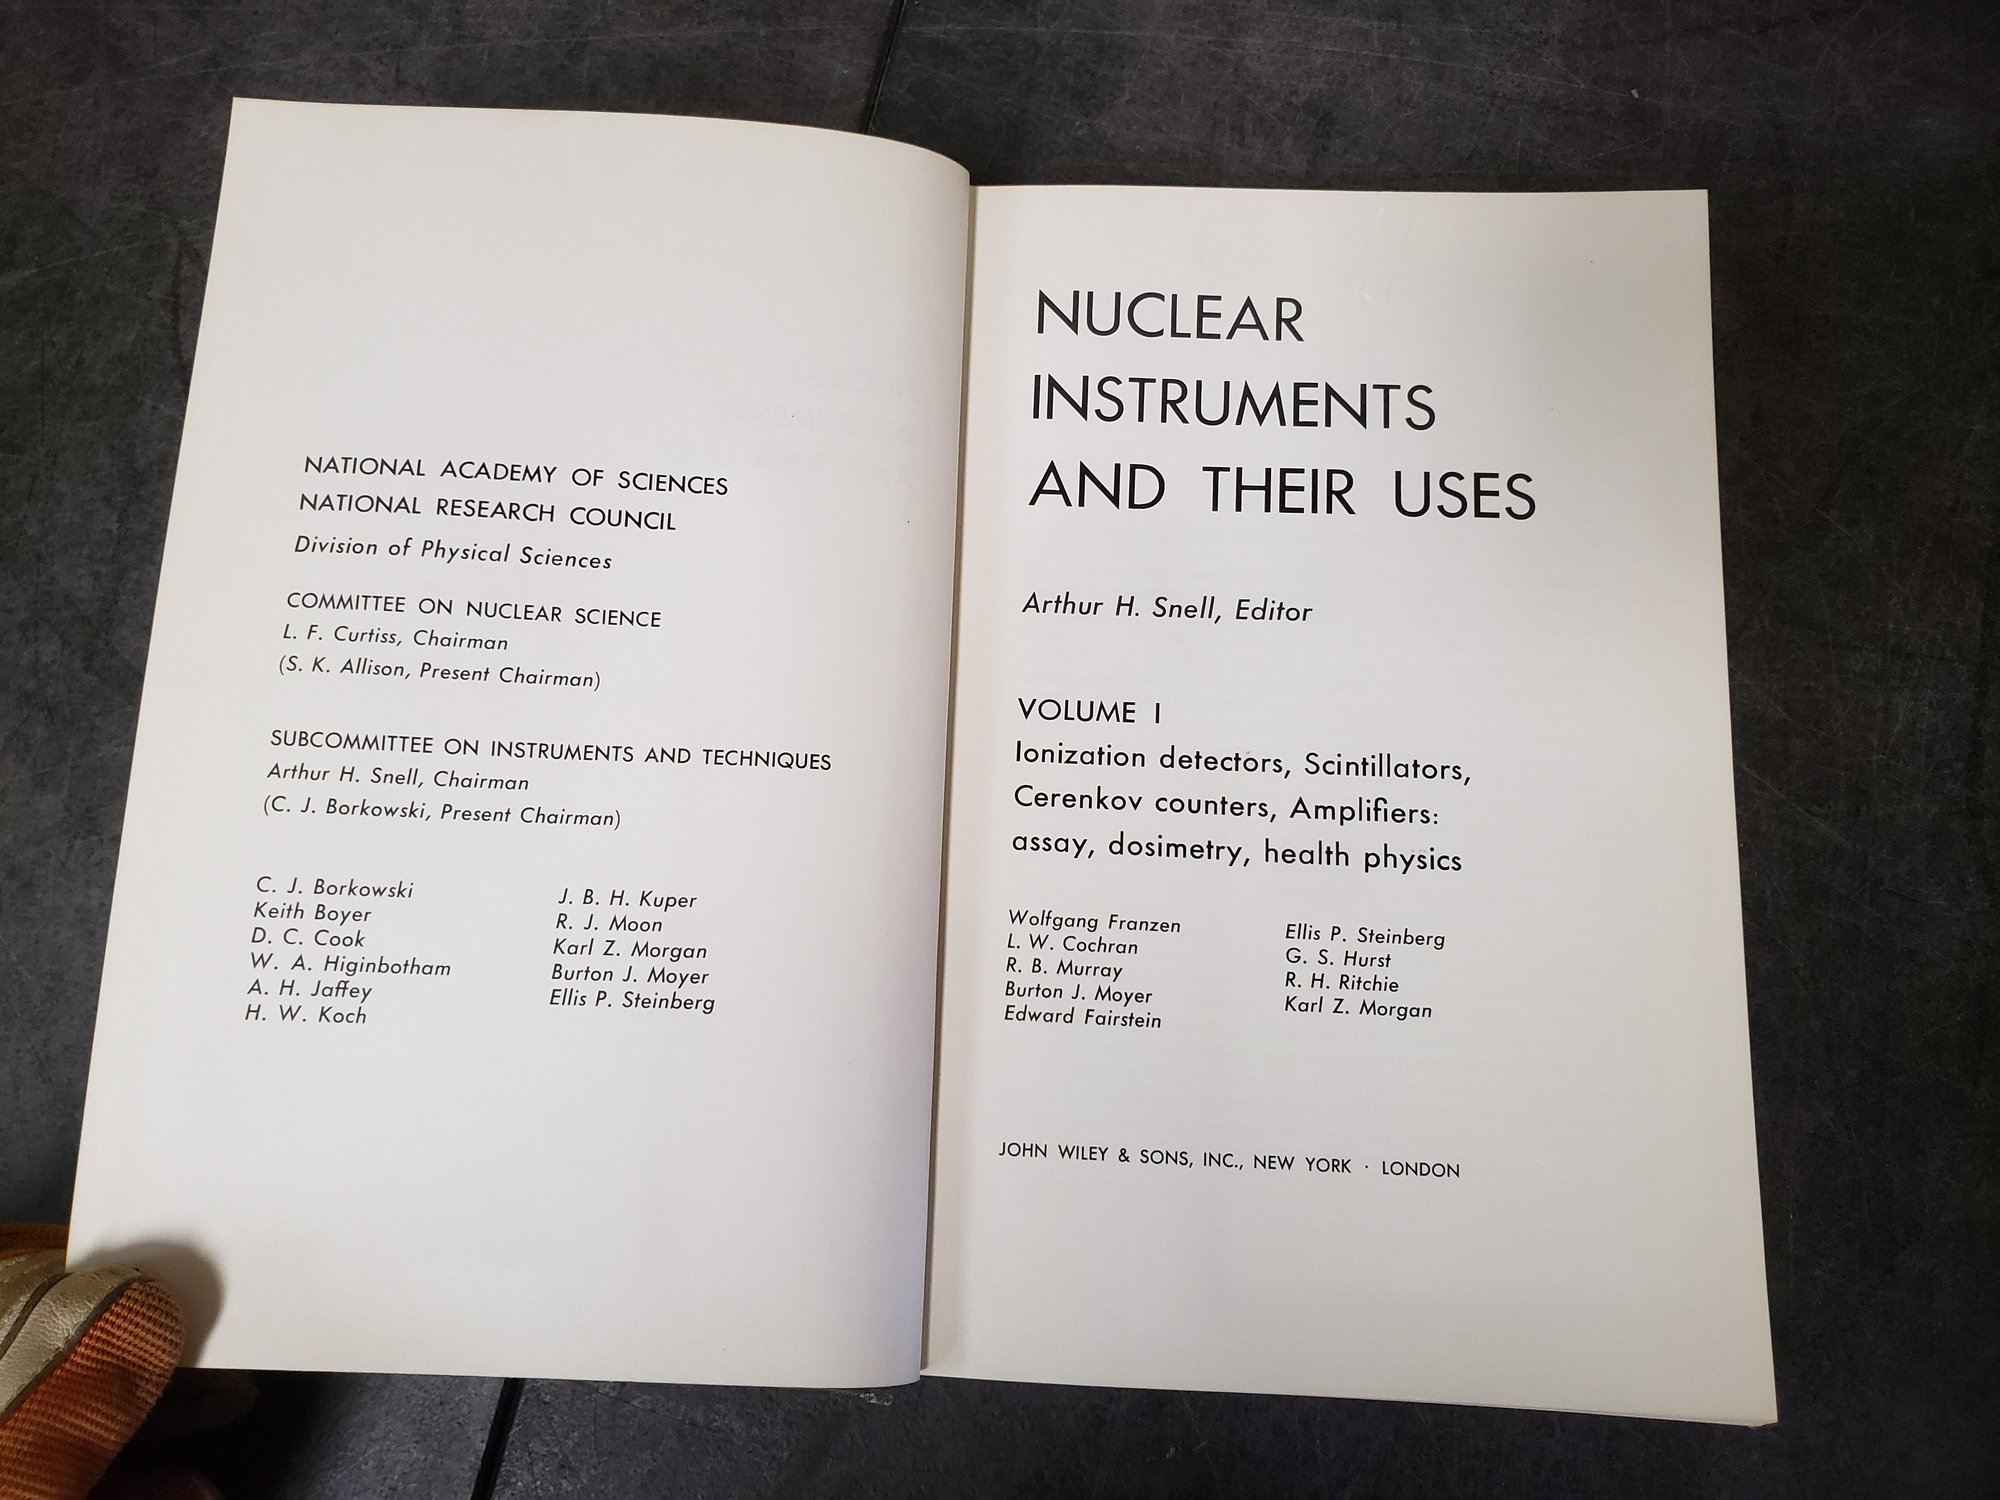 NATIONAL ACADEMY OF SCIENCES
NATIONAL RESEARCH COUNCIL
Division of Physical Sciences
COMMITTEE ON NUCLEAR SCIENCE
L. F. Curtiss, Chairman
(S. K. Allison, Present Chairman)
SUBCOMMITTEE ON INSTRUMENTS AND TECHNIQUES
Arthur H. Snell, Chairman
(C. J. Borkowski, Present Chairman)
C. J. Borkowski
Keith Boyer
D. C. Cook
W. A. Higinbotham
A. H. Jaffey
H. W. Koch
J. B. H. Kuper
R. J. Moon
Karl Z. Morgan
Burton J. Moyer
Ellis P. Steinberg
NUCLEAR
INSTRUMENTS
AND THEIR USES
Arthur H. Snell, Editor
VOLUME I
Ionization detectors, Scintillators,
Cerenkov counters, Amplifiers:
assay, dosimetry, health physics
Wolfgang Franzen
L. W. Cochran
R. B. Murray
Burton J. Moyer
Edward Fairstein
Ellis P. Steinberg
G. S. Hurst
R. H. Ritchie
Karl Z. Morgan
JOHN WILEY & SONS, INC., NEW YORK · LONDON